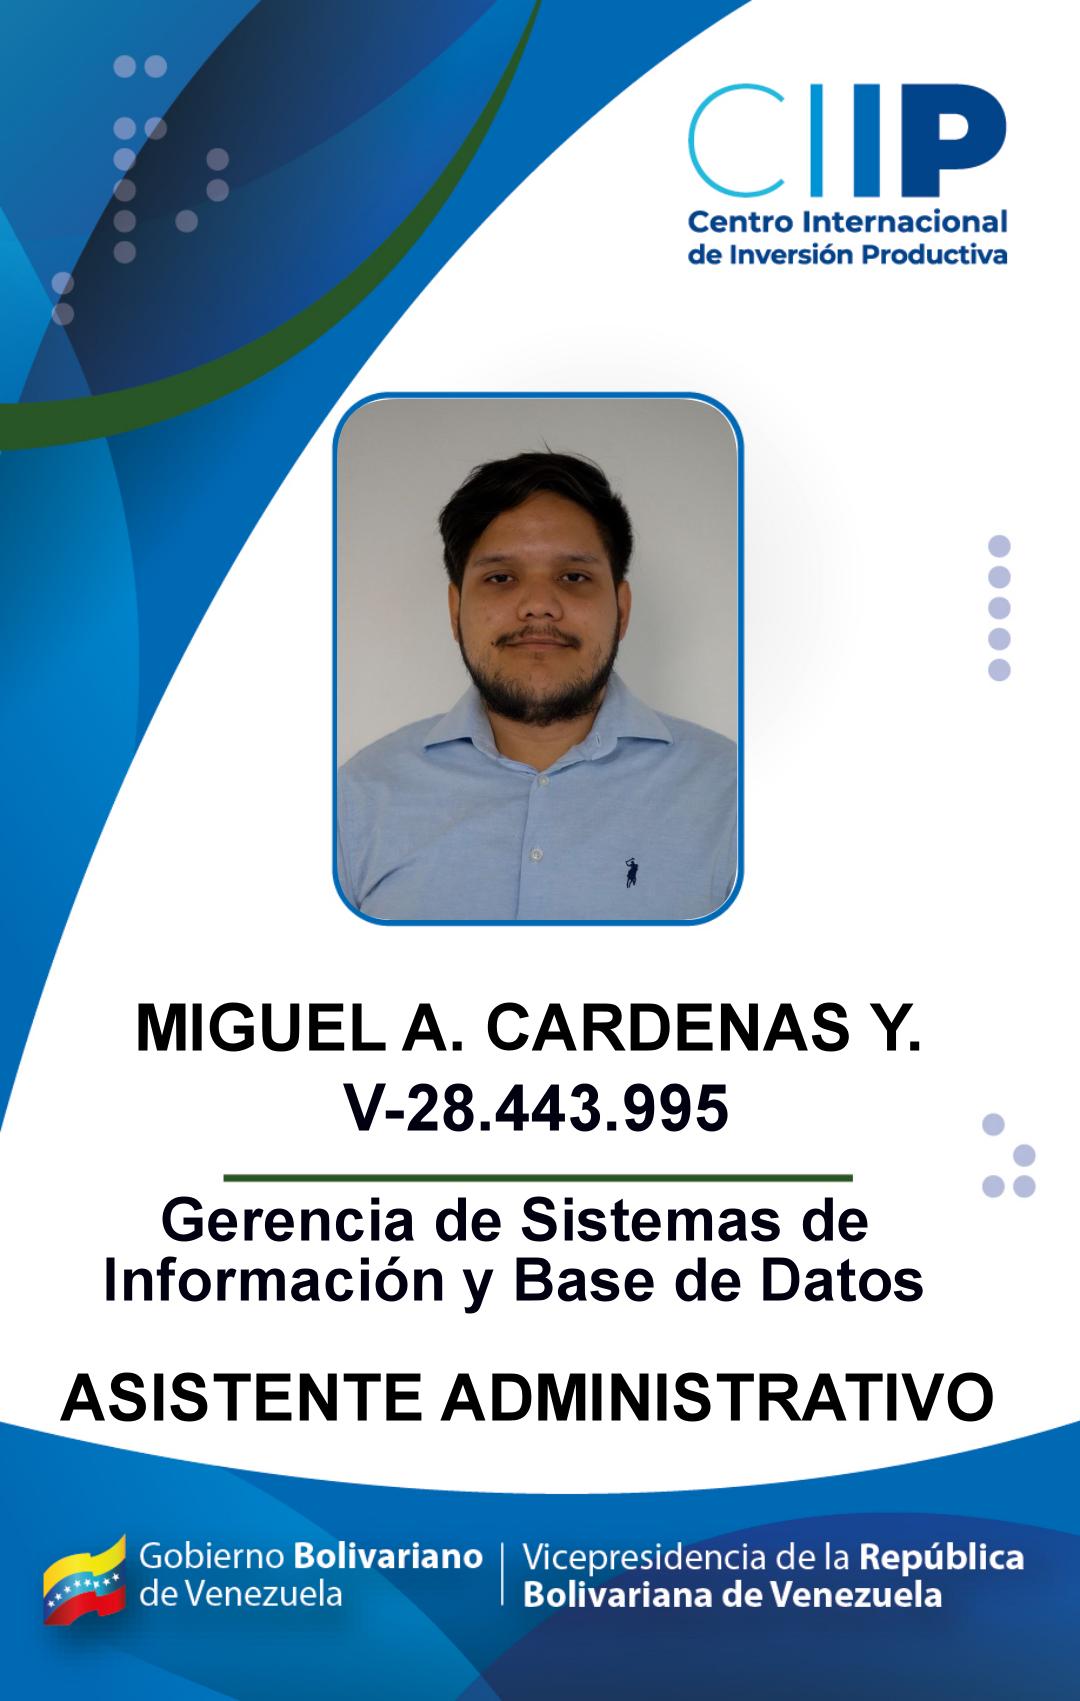 CIIP
Centro Internacional
de Inversión Productiva
MIGUEL A. CARDENAS Y.
V-28.443.995
Gerencia de Sistemas de
Información y Base de Datos
ASISTENTE ADMINISTRATIVO
Gobierno Bolivariano
de Venezuela
Vicepresidencia de la República
Bolivariana de Venezuela